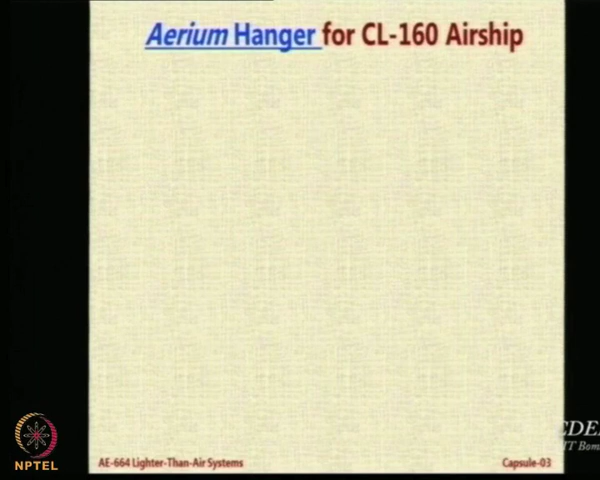 Aerium Hanger for CL-160 Airship
CDE
IT Bom
NPTEL
AE-664 Lighter-Than-Air Systems
Capsule-03